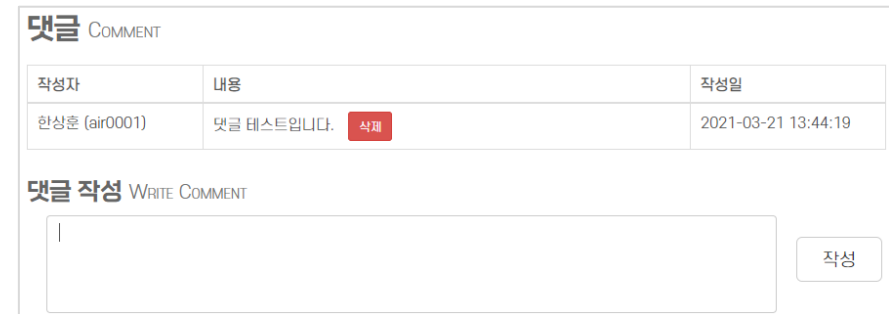 댓글 COMMENT
작성자 내용 작성일
한상훈 (air0001) 댓글 테스트입니다. 삭제 2021-03-21 13:44:19
댓글 작성 WRITE COMMENT
작성